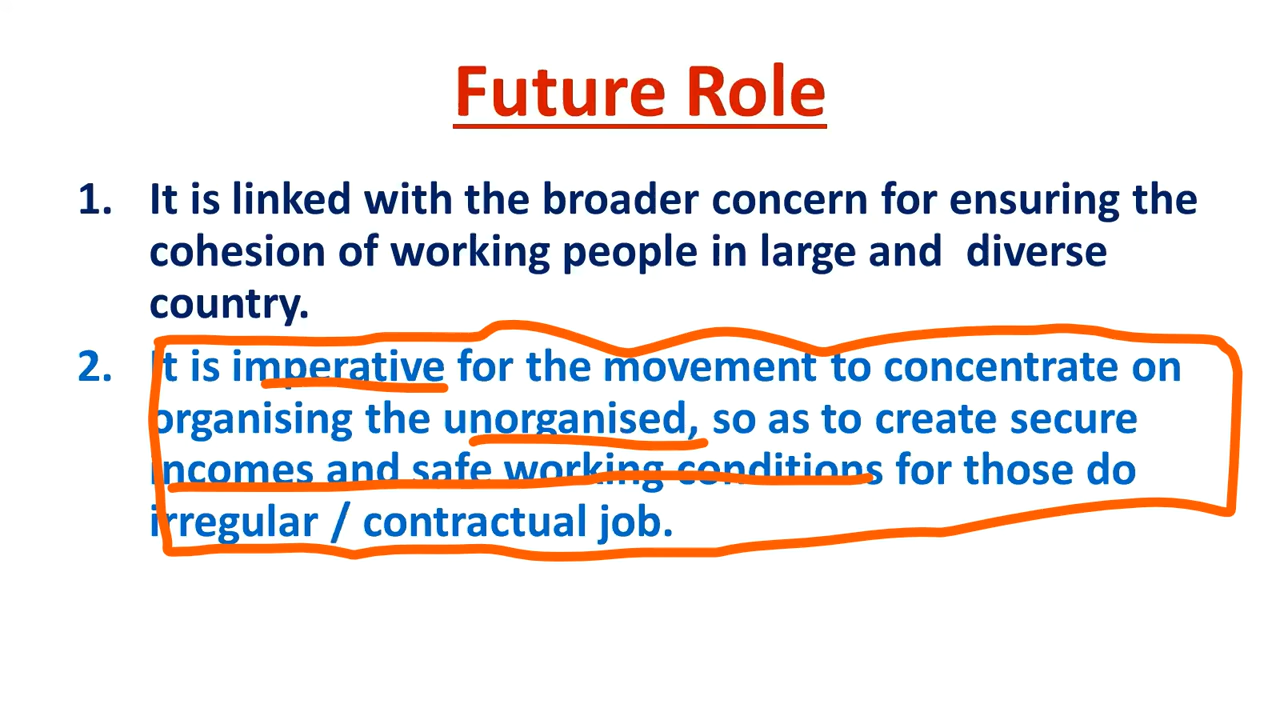 Future Role
1. It is linked with the broader concern for ensuring the
cohesion of working people in large and diverse
country.
2. It is imperative for the movement to concentrate on
organising the unorganised, so as to create secure
incomes and safe working conditions for those do
irregular / contractual job.